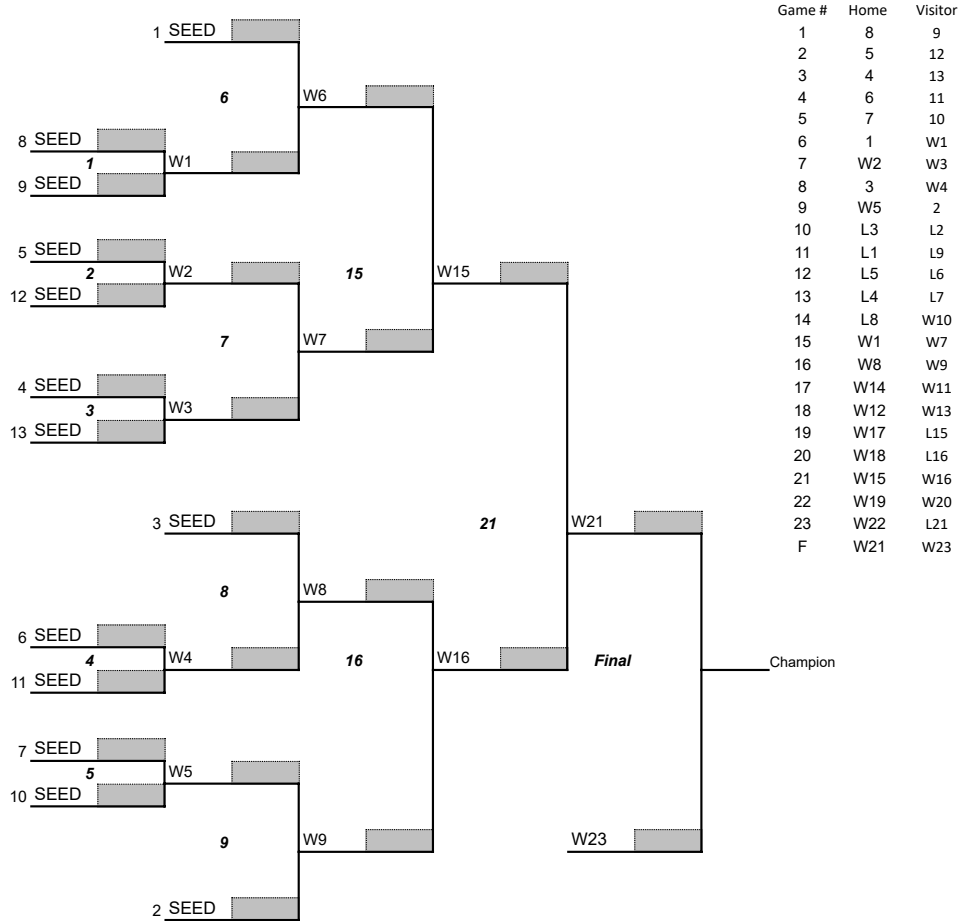 Game # Home Visitor
1 8 9
2 5 12
3 4 13
4 6 11
5 7 10
6 1 W1
7 W2 W3
8 3 W4
9 W5 2
10 L3 L2
11 L1 L9
12 L5 L6
13 L4 L7
14 L8 W10
15 W1 W7
16 W8 W9
17 W14 W11
18 W12 W13
19 W17 L15
20 W18 L16
21 W15 W16
22 W19 W20
23 W22 L21
F W21 W23
1 SEED
6 W6
8 SEED
1 W1
9 SEED
5 SEED
2 W2 15 W15
12 SEED
7 W7
4 SEED
3 W3
13 SEED
3 SEED 21 W21
8 W8
6 SEED
4 W4 16 W16 Final Champion
11 SEED
7 SEED
5 W5
10 SEED
9 W9 W23
2 SEED